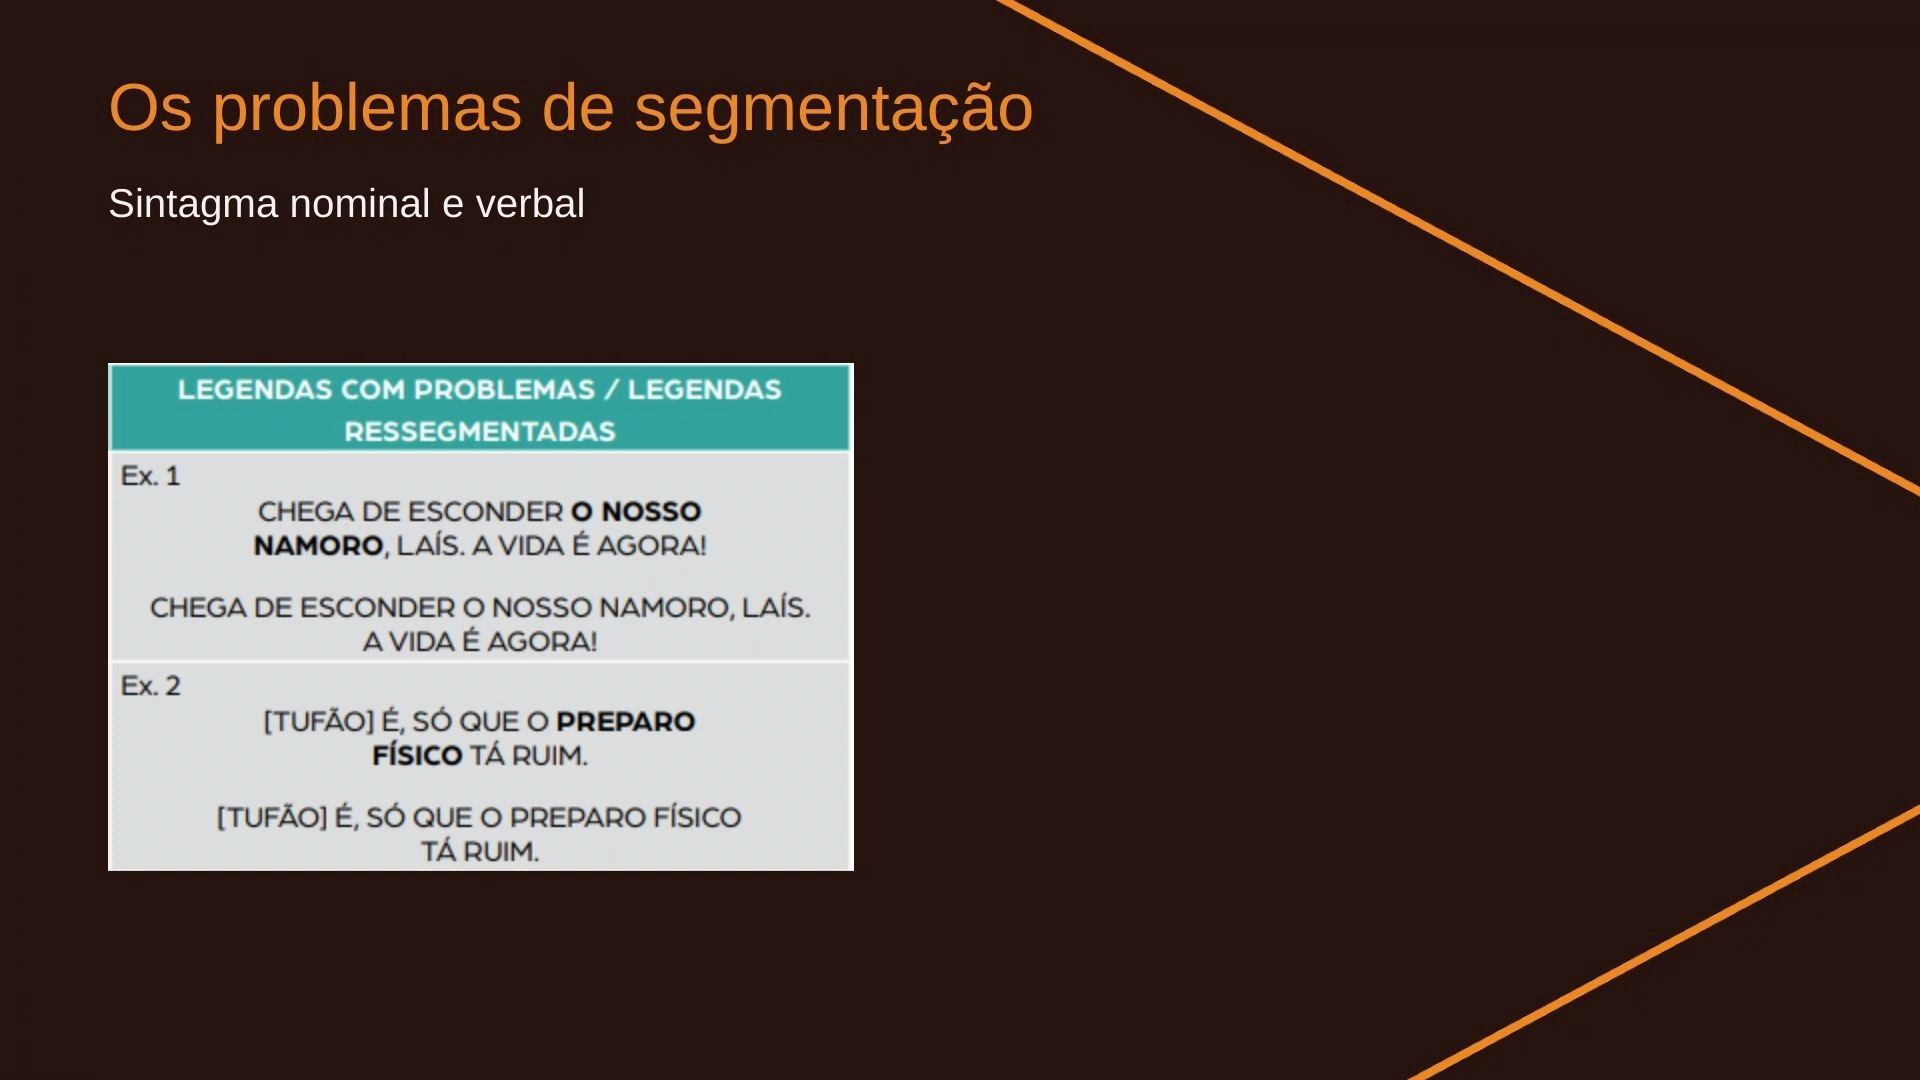 Os problemas de segmentação
Sintagma nominal e verbal
LEGENDAS COM PROBLEMAS / LEGENDAS
RESSEGMENTADAS
Ex. 1
CHEGA DE ESCONDER O NOSSO
NAMORO, LAÍS. A VIDA É AGORA!
CHEGA DE ESCONDER O NOSSO NAMORO, LAÍS.
A VIDA É AGORA!
Ex. 2
[TUFÃO] É, SÓ QUE O PREPARO
FÍSICO TÁ RUIM.
[TUFÃO] É, SÓ QUE O PREPARO FÍSICO
TÁ RUIM.